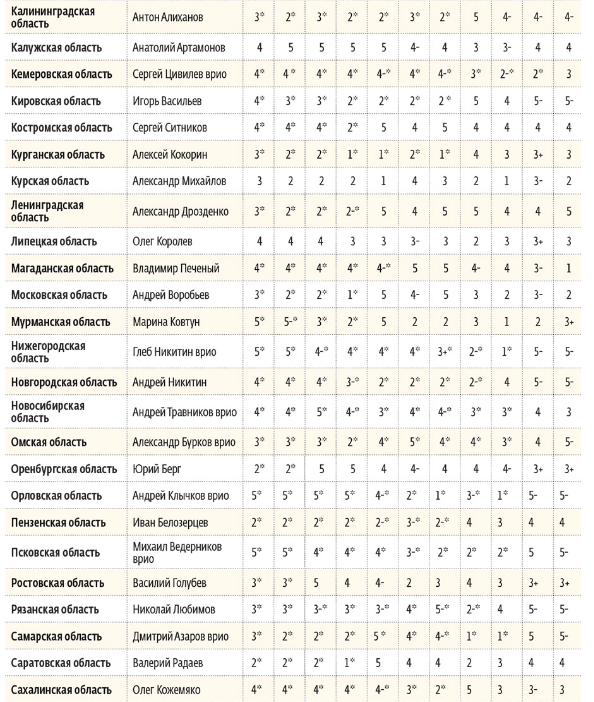 Калининградская область Антон Алиханов 3* 2* 3* 2* 2* 3* 2* 5 4- 4- 4-
Калужская область Анатолий Артамонов 4 5 5 5 5 4- 4 3 3- 4 4
Кемеровская область Сергей Цивилев врио 4* 4* 4* 4* 4-* 4* 4-* 3* 2-* 2* 3
Кировская область Игорь Васильев 4* 3* 3* 2* 2* 2* 2* 5 4 5- 5-
Костромская область Сергей Ситников 4* 4* 4* 2* 5 4 5 4 4 4 4
Курганская область Алексей Кокорин 3* 2* 2* 1* 1* 2* 1* 4 3 3+ 3
Курская область Александр Михайлов 3 2 2 2 1 4 3 2 1 3- 2
Ленинградская область Александр Дрозденко 3* 2* 2* 2-* 5 4 5 5 4 4 5
Липецкая область Олег Королев 4 4 4 3 3 3- 3 2 3 3+ 3
Магаданская область Владимир Печеный 4* 4* 4* 4* 4-* 5 5 4- 4 3- 1
Московская область Андрей Воробьев 3* 2* 2* 1* 5 4- 5 3 2 3- 2
Мурманская область Марина Ковтун 5* 5-* 3* 2* 5 2 2 3 1 2 3+
Нижегородская область Глеб Никитин врио 5* 5* 4-* 4* 4* 4* 3+* 2-* 1* 5- 5-
Новгородская область Андрей Никитин 4* 4* 4* 3-* 2* 2* 2* 2-* 4 5- 5-
Новосибирская область Андрей Травников врио 4* 4* 5* 4-* 3* 4* 4-* 3* 3* 4 3
Омская область Александр Бурков врио 3* 3* 3* 2* 4* 5* 4* 4* 3* 4 5-
Оренбургская область Юрий Берг 2* 2* 5 5 4 4- 4 4 4- 3+ 3+
Орловская область Андрей Клычков врио 5* 5* 5* 5* 4-* 2* 1* 3-* 1* 5- 5-
Пензенская область Иван Белозерцев 2* 2* 2* 2* 2-* 3-* 2-* 4 3 4 4
Псковская область Михаил Ведерников врио 5* 5* 4* 4* 4* 3-* 2* 2* 2* 5 5-
Ростовская область Василий Голубев 3* 3* 5 4 4- 2 3 4 3 3+ 3+
Рязанская область Николай Любимов 3* 3* 3-* 3* 3-* 4* 5-* 2-* 4 5- 5-
Самарская область Дмитрий Азаров врио 3* 2* 2* 2* 5* 4* 4-* 1* 1* 5 5-
Саратовская область Валерий Радаев 2* 2* 2* 1* 5 4 4 2 3 4 4
Сахалинская область Олег Кожемяко 4* 4* 4* 4* 4-* 3* 2* 5 3 3- 3